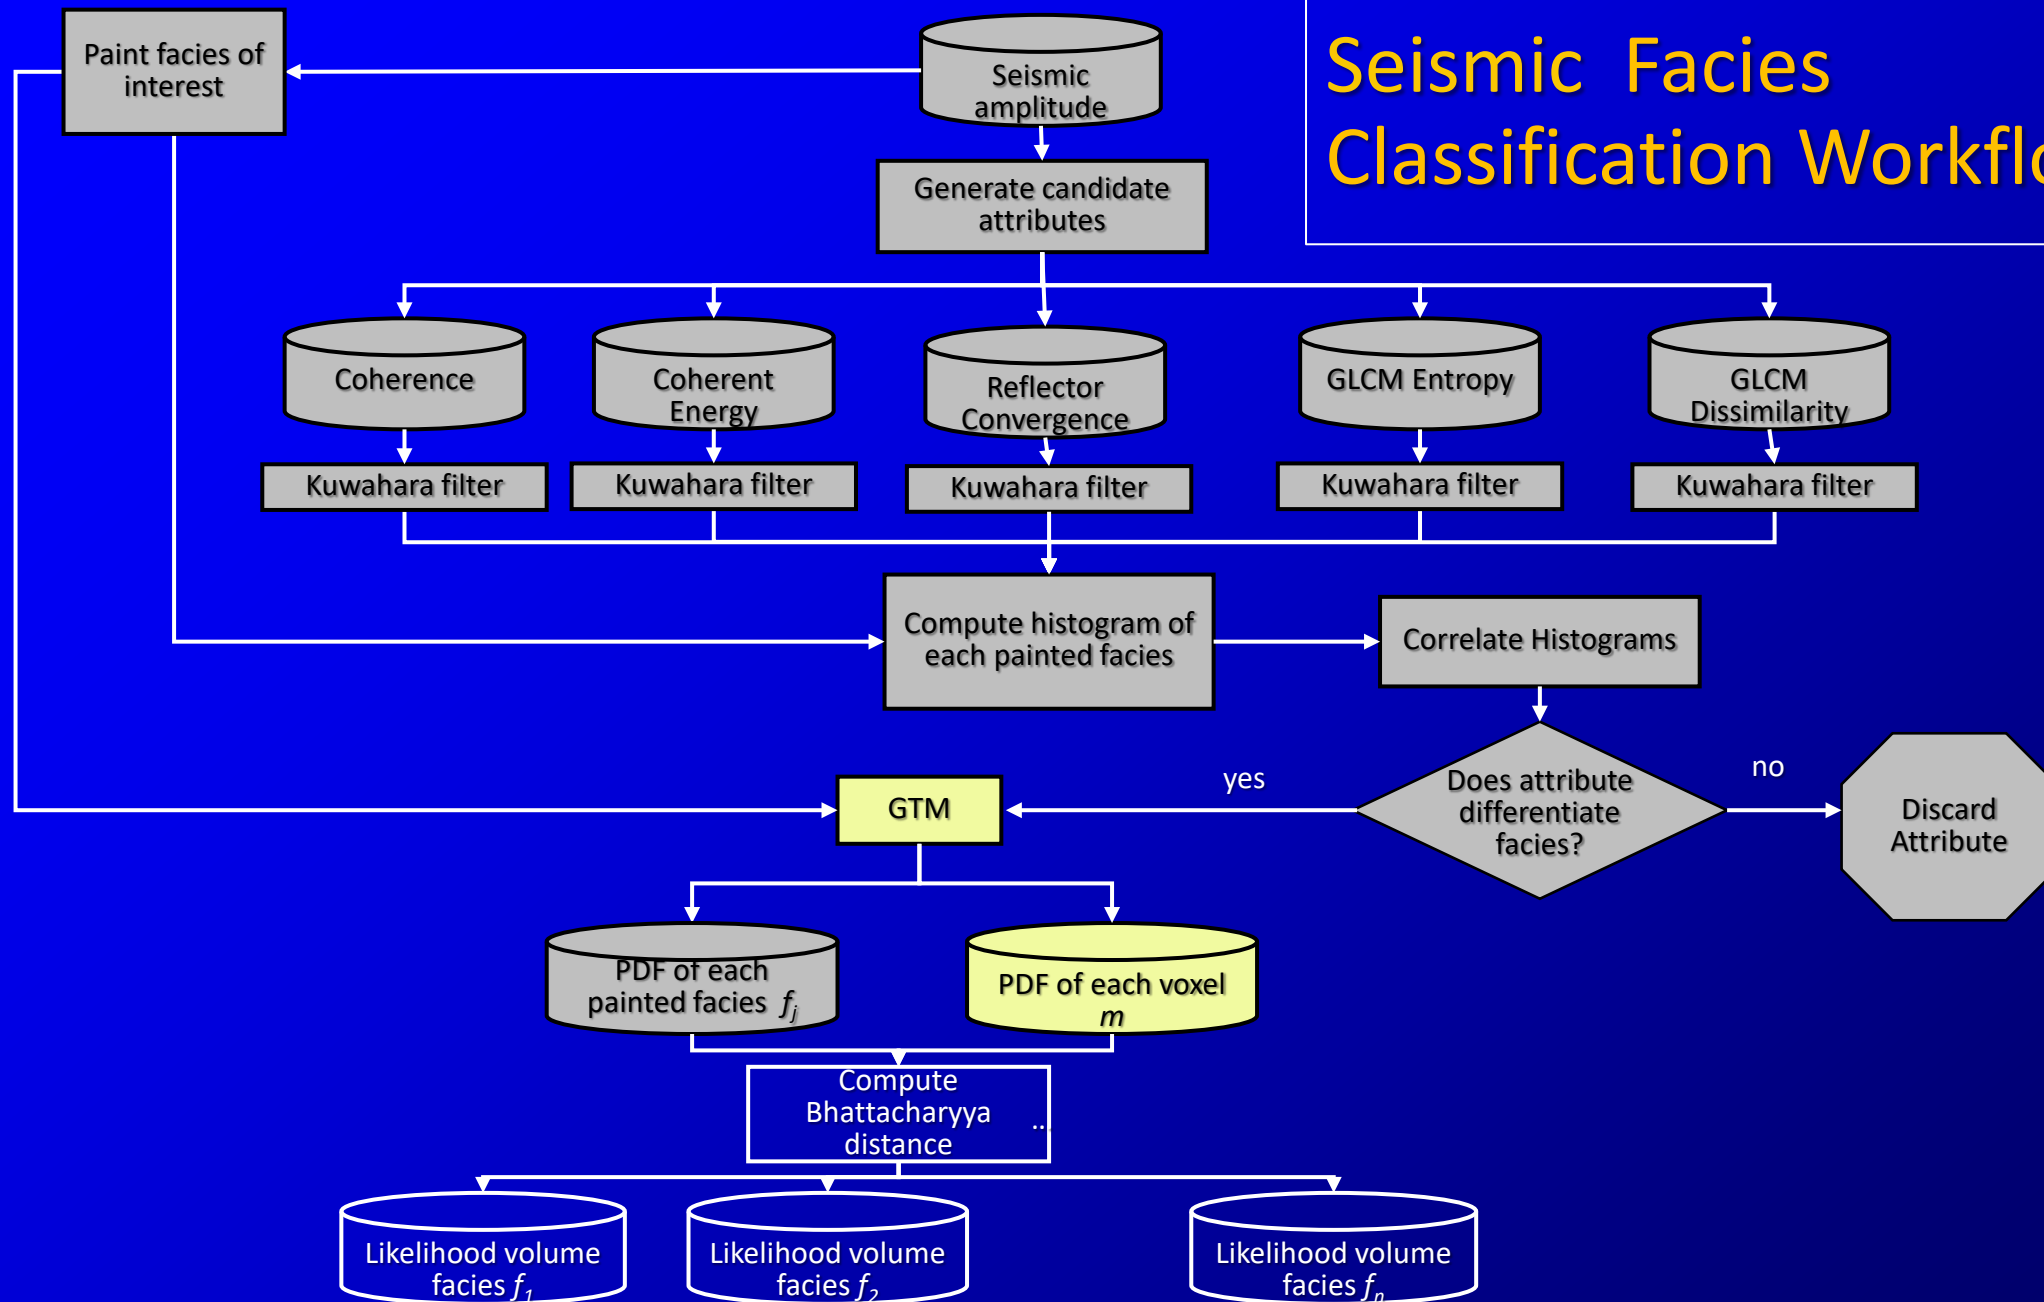 Seismic Facies
Classification Workflo
Paint facies of
interest
Seismic
amplitude
Generate candidate
attributes
Coherence
Coherent
Energy
Reflector
Convergence
GLCM Entropy
GLCM
Dissimilarity
Kuwahara filter
Kuwahara filter
Kuwahara filter
Kuwahara filter
Kuwahara filter
Compute histogram of
each painted facies
Correlate Histograms
Does attribute
differentiate
facies?
yes
no
Discard
Attribute
GTM
PDF of each
painted facies fj
PDF of each voxel
m
Compute
Bhattacharyya
distance
...
Likelihood volume
facies f1
Likelihood volume
facies f2
Likelihood volume
facies fn